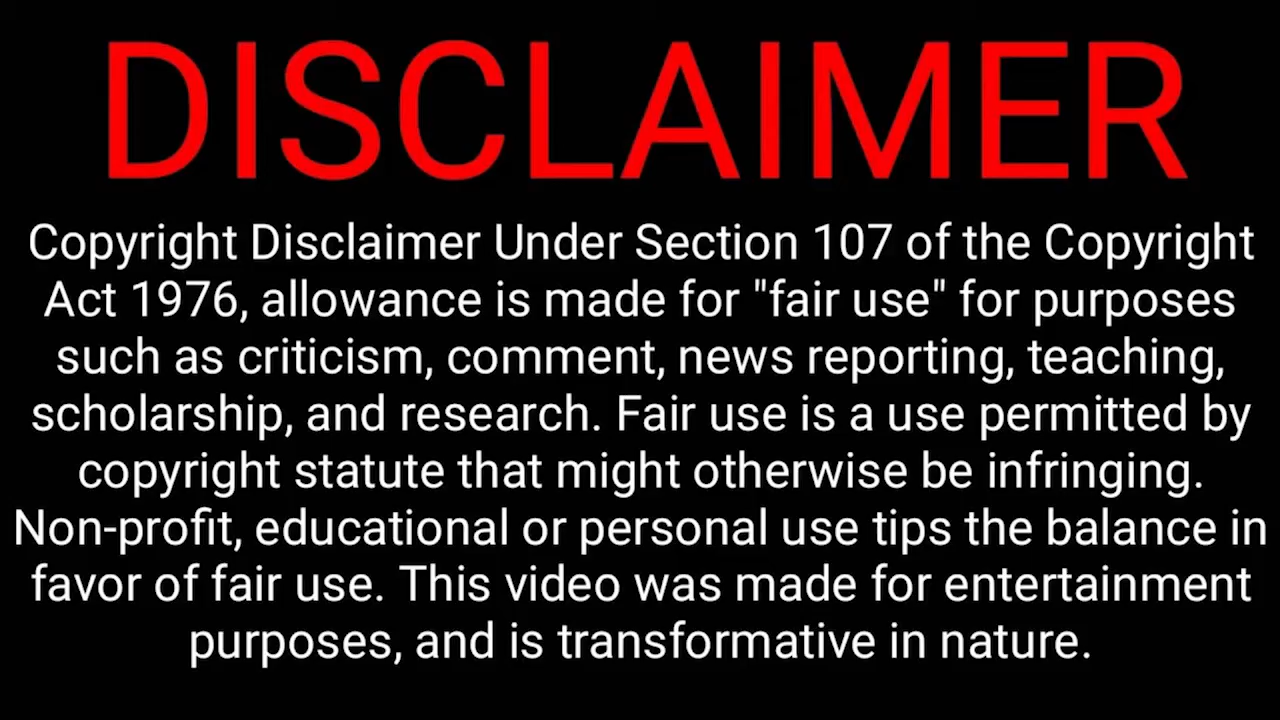 DISCLAIMER
Copyright Disclaimer Under Section 107 of the Copyright
Act 1976, allowance is made for "fair use" for purposes
such as criticism, comment, news reporting, teaching,
scholarship, and research. Fair use is a use permitted by
copyright statute that might otherwise be infringing.
Non-profit, educational or personal use tips the balance in
favor of fair use. This video was made for entertainment
purposes, and is transformative in nature.